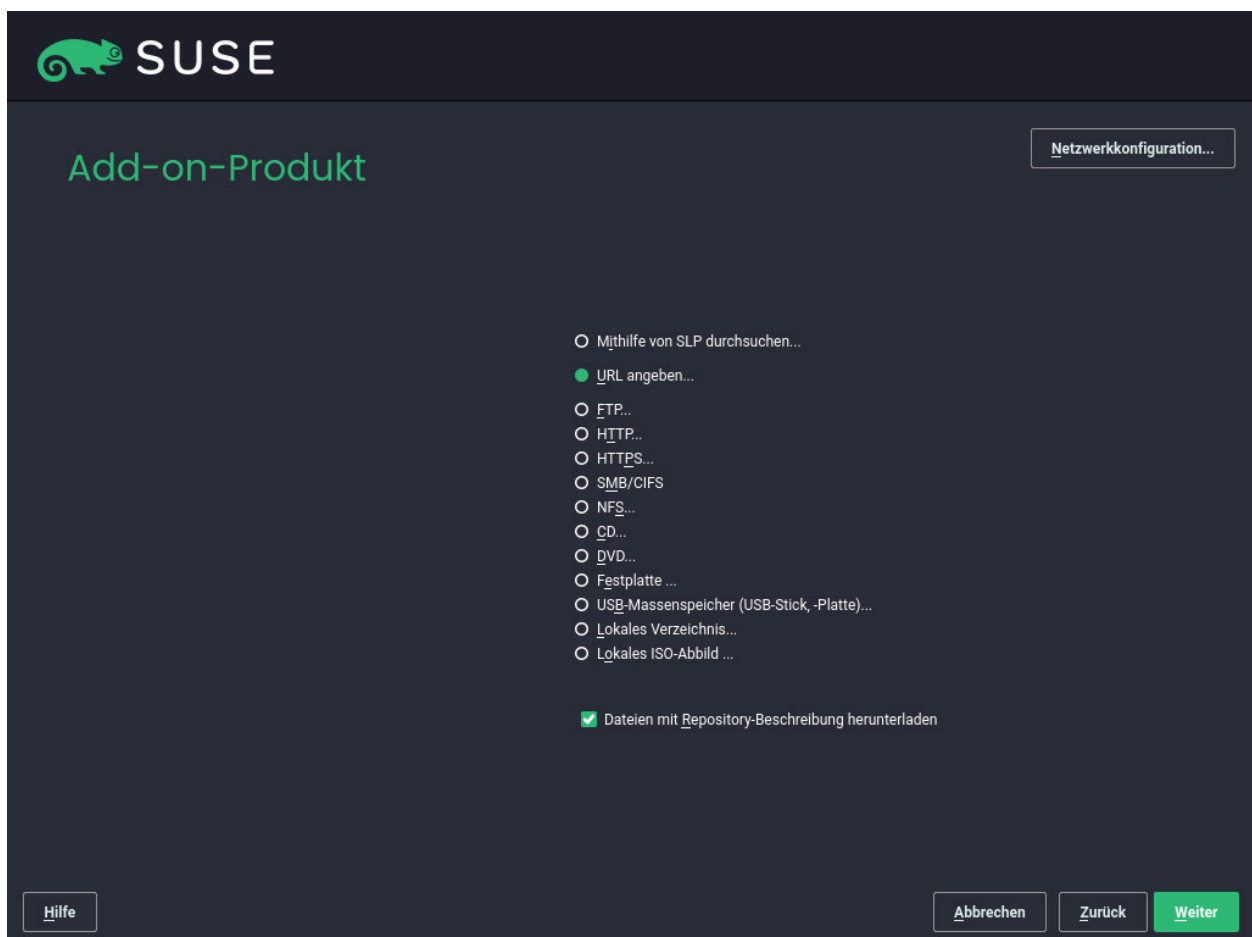 SUSE
Add-on-Produkt
Netzwerkkonfiguration...
Mithilfe von SLP durchsuchen...
URL angeben...
FTP...
HTTP...
HTTPS...
SMB/CIFS
NFS...
CD...
DVD...
Festplatte ...
USB-Massenspeicher (USB-Stick, -Platte)...
Lokales Verzeichnis...
Lokales ISO-Abbild ...
Dateien mit Repository-Beschreibung herunterladen
Hilfe
Abbrechen
Zurück
Weiter